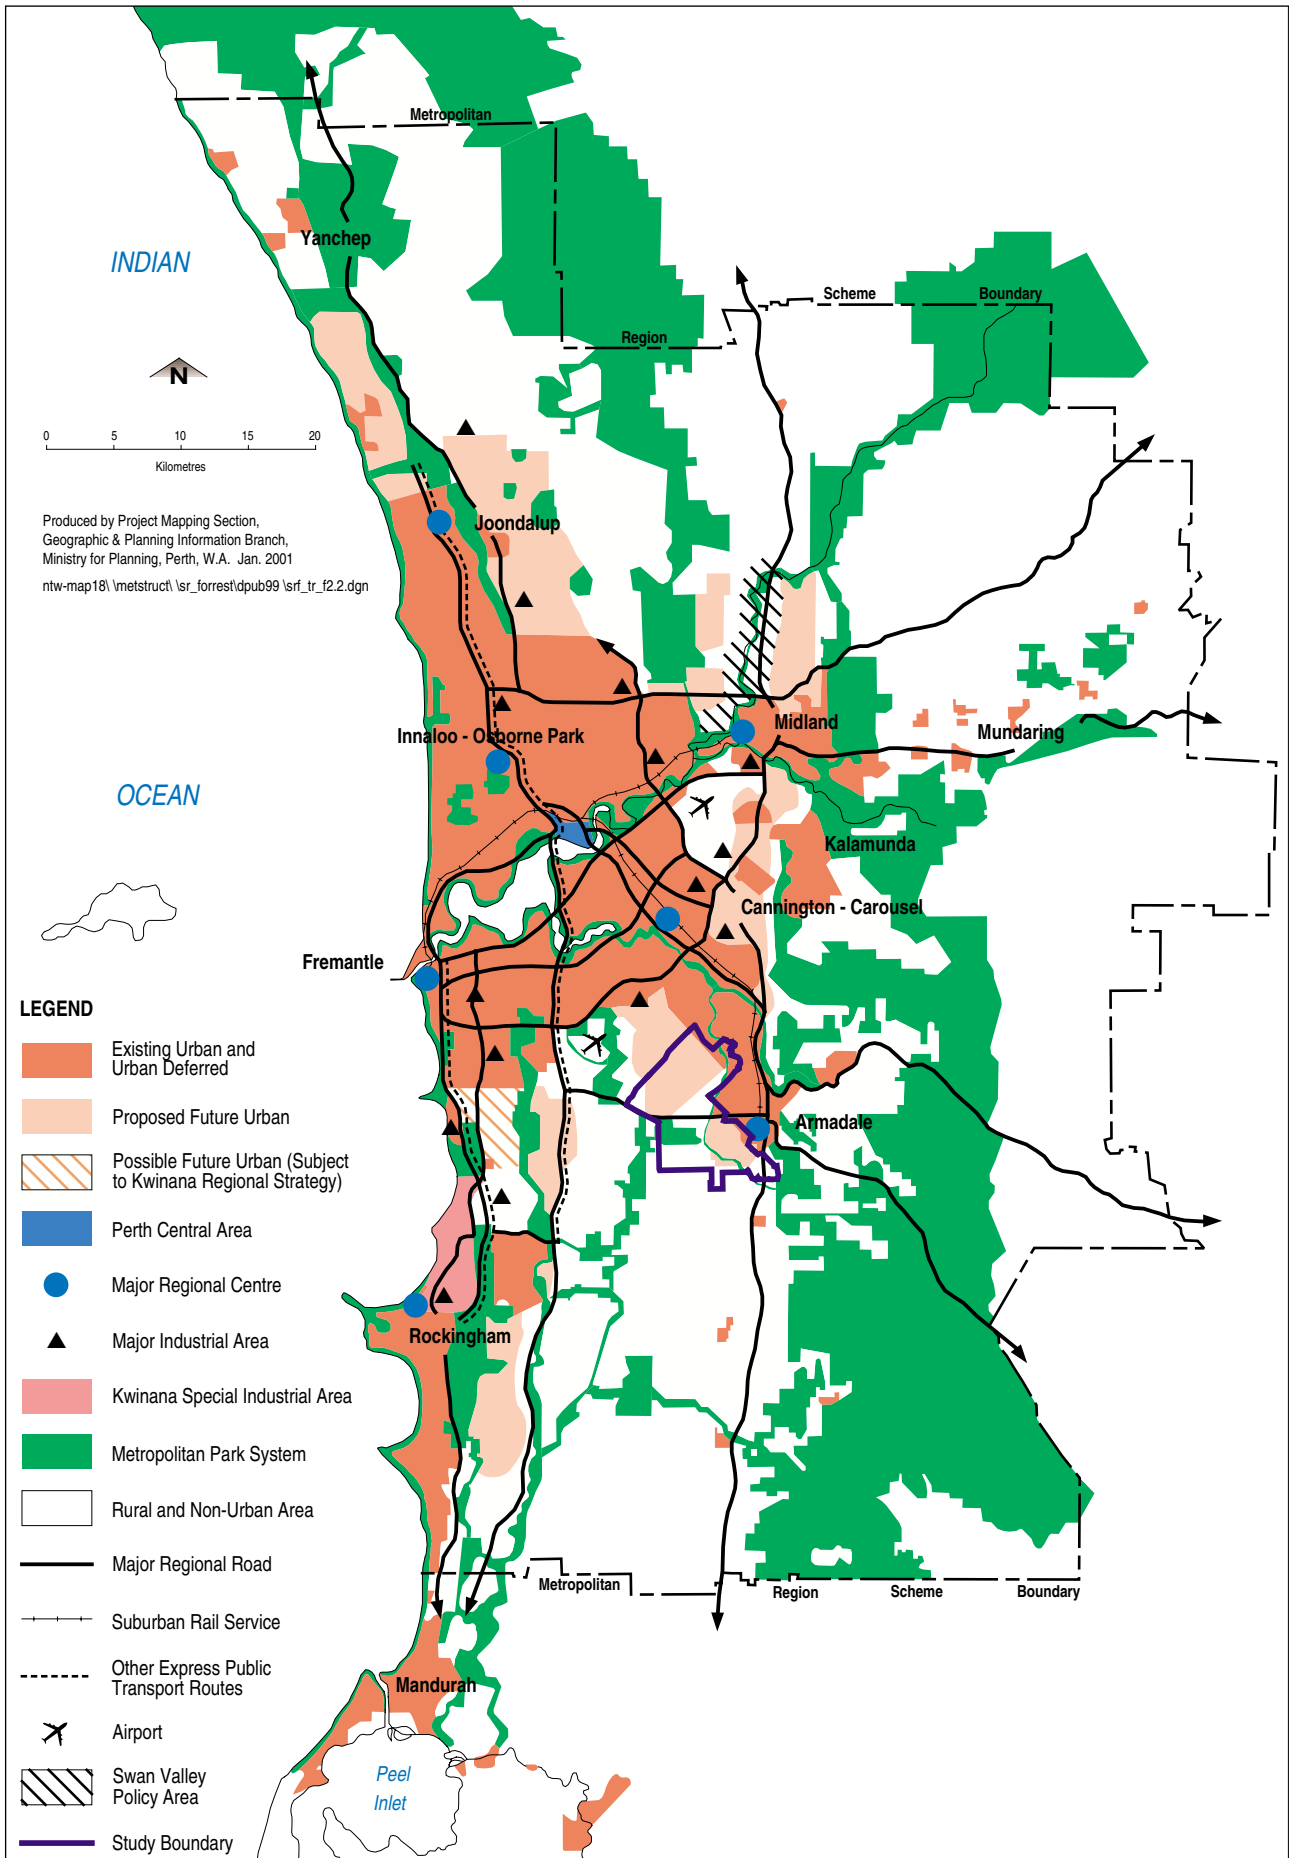 Metropolitan
Yanchep
INDIAN
Scheme
Boundary
Region
N
0 5 10 15 20
Kilometres
Produced by Project Mapping Section,
Geographic & Planning Information Branch,
Ministry for Planning, Perth, W.A. Jan. 2001
ntw-map18\ \metstruct\ \sr_forrest\dpub99 \srf_tr_f2.2.dgn
Joondalup
Midland
Innaloo - Osborne Park
Mundaring
OCEAN
Kalamunda
Cannington - Carousel
Fremantle
Armadale
Rockingham
LEGEND
Existing Urban and
Urban Deferred
Proposed Future Urban
Possible Future Urban (Subject
to Kwinana Regional Strategy)
Perth Central Area
Major Regional Centre
Major Industrial Area
Kwinana Special Industrial Area
Metropolitan Park System
Rural and Non-Urban Area
Major Regional Road
Suburban Rail Service
Other Express Public
Transport Routes
Airport
Swan Valley
Policy Area
Study Boundary
Metropolitan
Region
Scheme
Boundary
Mandurah
Peel
Inlet